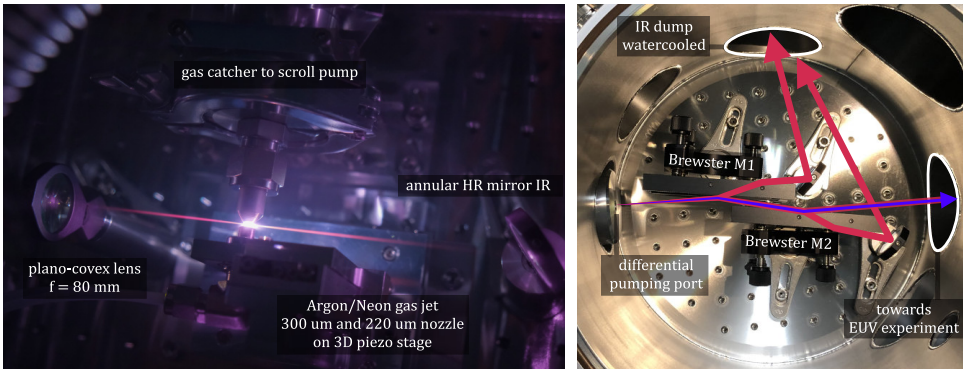 gas catcher to scroll pump
annular HR mirror IR
plano-covex lens
f = 80 mm
Argon/Neon gas jet
300 um and 220 um nozzle
on 3D piezo stage
IR dump
watercooled
Brewster M1
Brewster M2
differential
pumping port
towards
EUV experiment